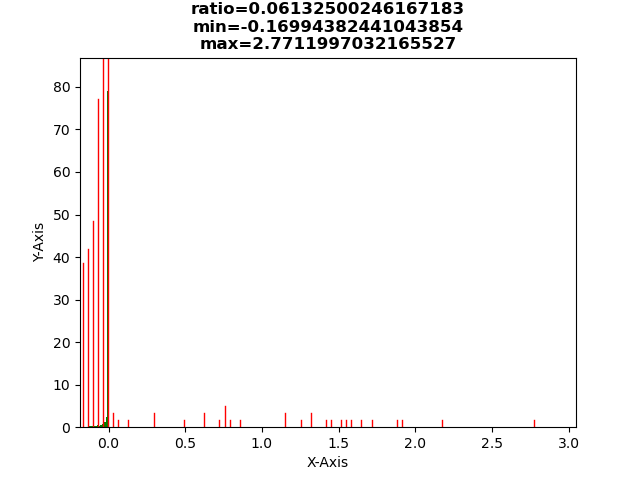 ratio=0.06132500246167183
min=-0.16994382441043854
max=2.7711997032165527
80
70
60
50
40
30
20
10
0
Y-Axis
0.0 0.5 1.0 1.5 2.0 2.5 3.0
X-Axis